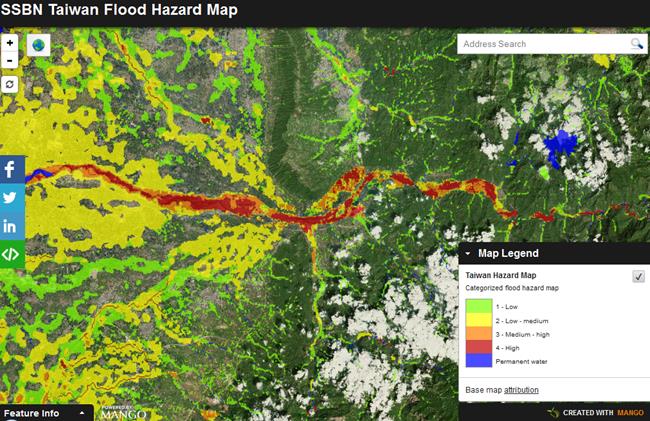 SSBN Taiwan Flood Hazard Map
+
-
Address Search
f
in
</>
Map Legend
Taiwan Hazard Map
Categorized flood hazard map
1 - Low
2 - Low - medium
3 - Medium - high
4 - High
Permanent water
Base map attribution
Feature Info
POWERED BY
MANGO
CREATED WITH MANGO